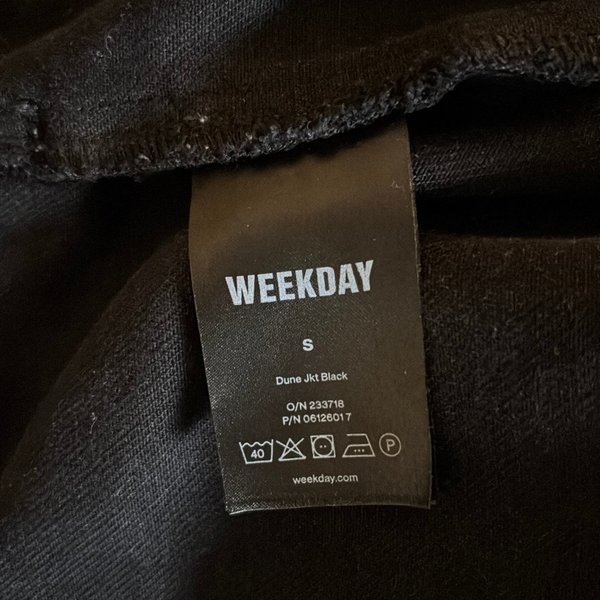 WEEKDAY
S
Dune Jkt Black
O/N 233718
P/N 06126017
40 P
weekday.com